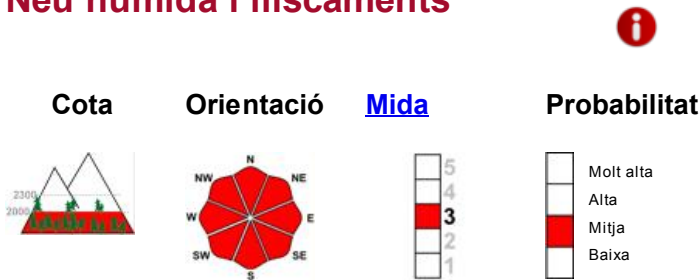 Neu humida i lliscaments
Cota Orientació Mida Probabilitat
2300
2000
N
NW NE
W E
SW SE
S
5
4
3
2
1
Molt alta
Alta
Mitja
Baixa